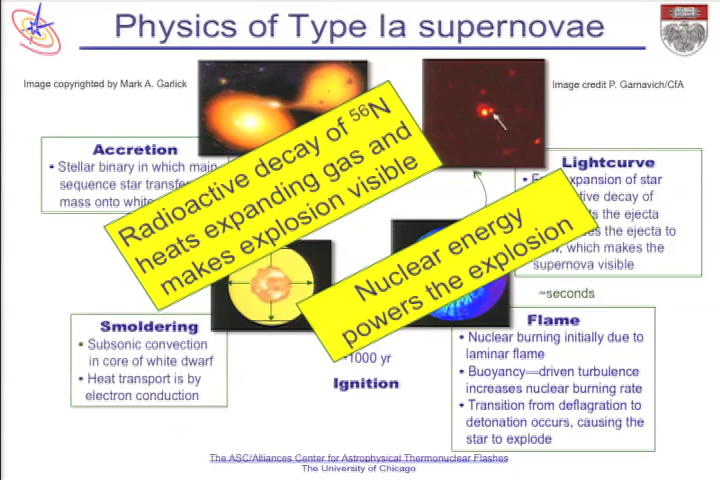 Physics of Type Ia supernovae
Image copyrighted by Mark A. Garlick
Image credit P. Garnavich/CfA
Accretion
• Stellar binary in which main
sequence star
mass onto
Radioactive decay of 56N
heats expanding gas and
makes explosion visible
Lightcurve
expansion of star
decay of
the ejecta
the ejecta to
which makes the
supernova visible
Nuclear energy
powers the explosion
~seconds
Smoldering
• Subsonic convection
in core of white dwarf
• Heat transport is by
electron conduction
~1000 yr
Ignition
Flame
• Nuclear burning initially due to
laminar flame
• Buoyancy—driven turbulence
increases nuclear burning rate
• Transition from deflagration to
detonation occurs, causing the
star to explode
The ASC/Alliances Center for Astrophysical Thermonuclear Flashes
The University of Chicago